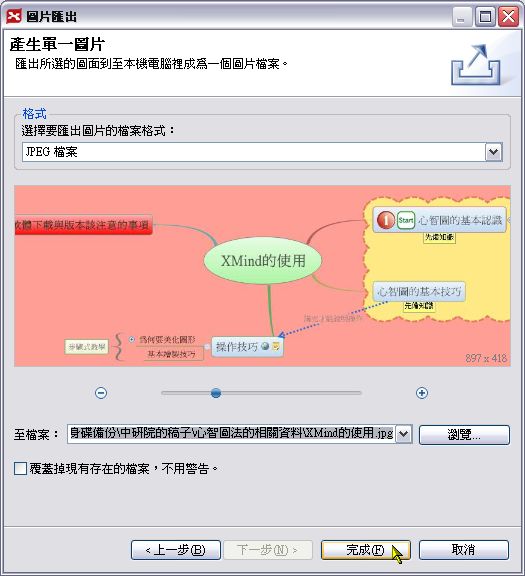 圖片匯出
產生單一圖片
匯出所選的圖面到至本機電腦裡成爲一個圖片檔案。
格式
選擇要匯出圖片的檔案格式：
JPEG 檔案
軟體下載與版本該注意的事項
XMind的使用
1 Start 心智圖的基本認識
先備知識
心智圖的基本技巧
先備知識
操作技巧
爲何要美化圖形
基本繪製技巧
步驟式教學
897 x 418
至檔案：
身碟備份\中研院的稿子\心智圖法的相關資料\XMind的使用.jpg
瀏覽...
覆蓋掉現有存在的檔案，不用警告。
< 上一步(B)
下一步(N) >
完成(F)
取消